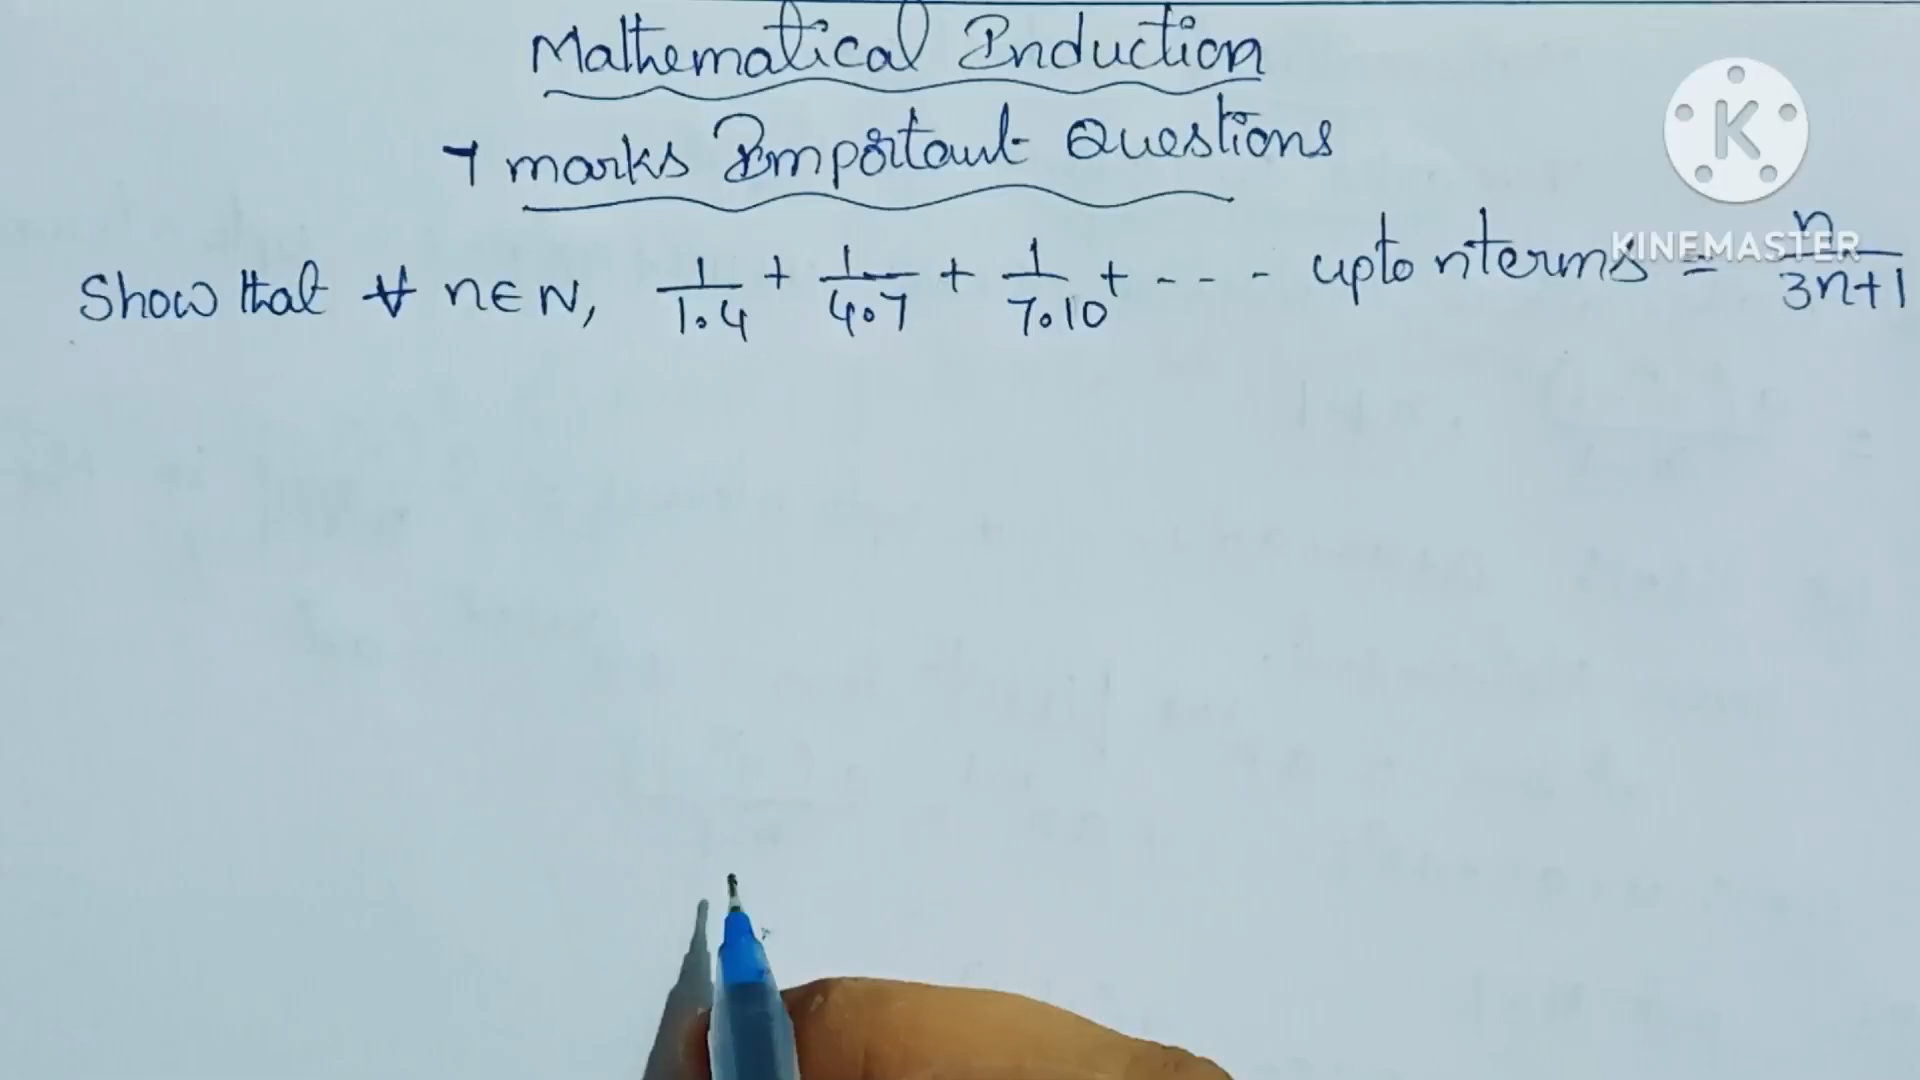 Mathematical Induction
7 marks Important Questions
K
KINEMASTER
Show that ∀ n∈N, 1/1.4 + 1/4.7 + 1/7.10 + - - - upto n terms = n/3n+1